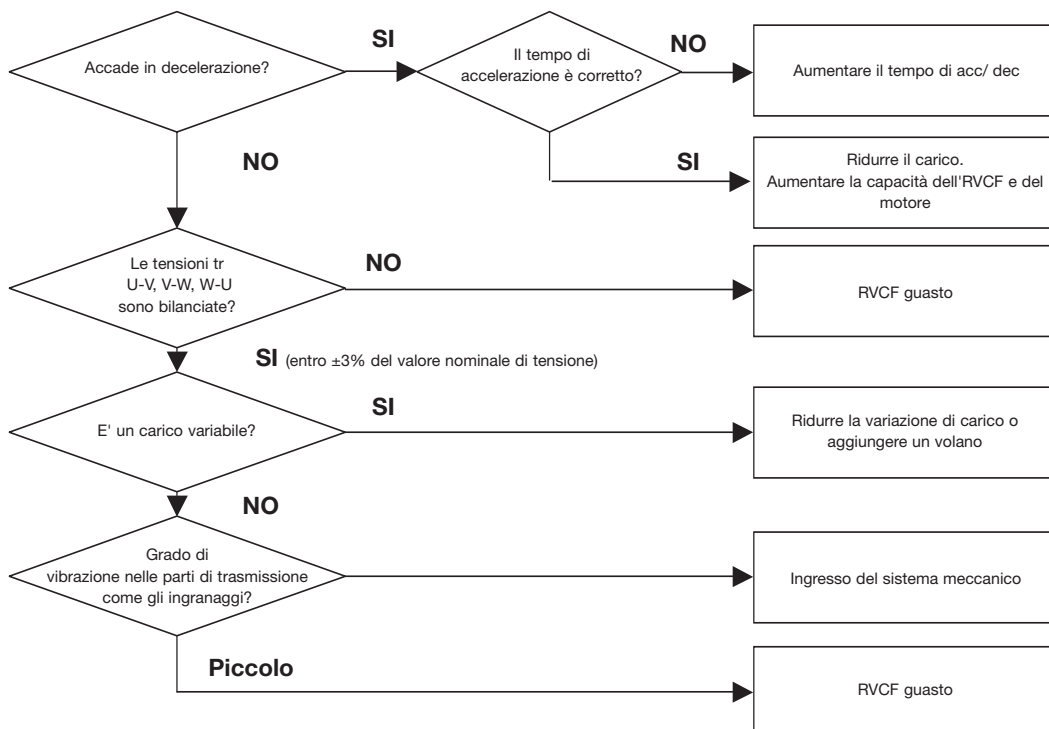 Accade in decelerazione?
SI
Il tempo di
accelerazione è corretto?
NO
Aumentare il tempo di acc/ dec
NO
SI
Ridurre il carico.
Aumentare la capacità dell'RVCF e del
motore
Le tensioni tr
U-V, V-W, W-U
sono bilanciate?
NO
RVCF guasto
SI (entro ±3% del valore nominale di tensione)
E' un carico variabile?
SI
Ridurre la variazione di carico o
aggiungere un volano
NO
Grado di
vibrazione nelle parti di trasmissione
come gli ingranaggi?
Ingresso del sistema meccanico
Piccolo
RVCF guasto